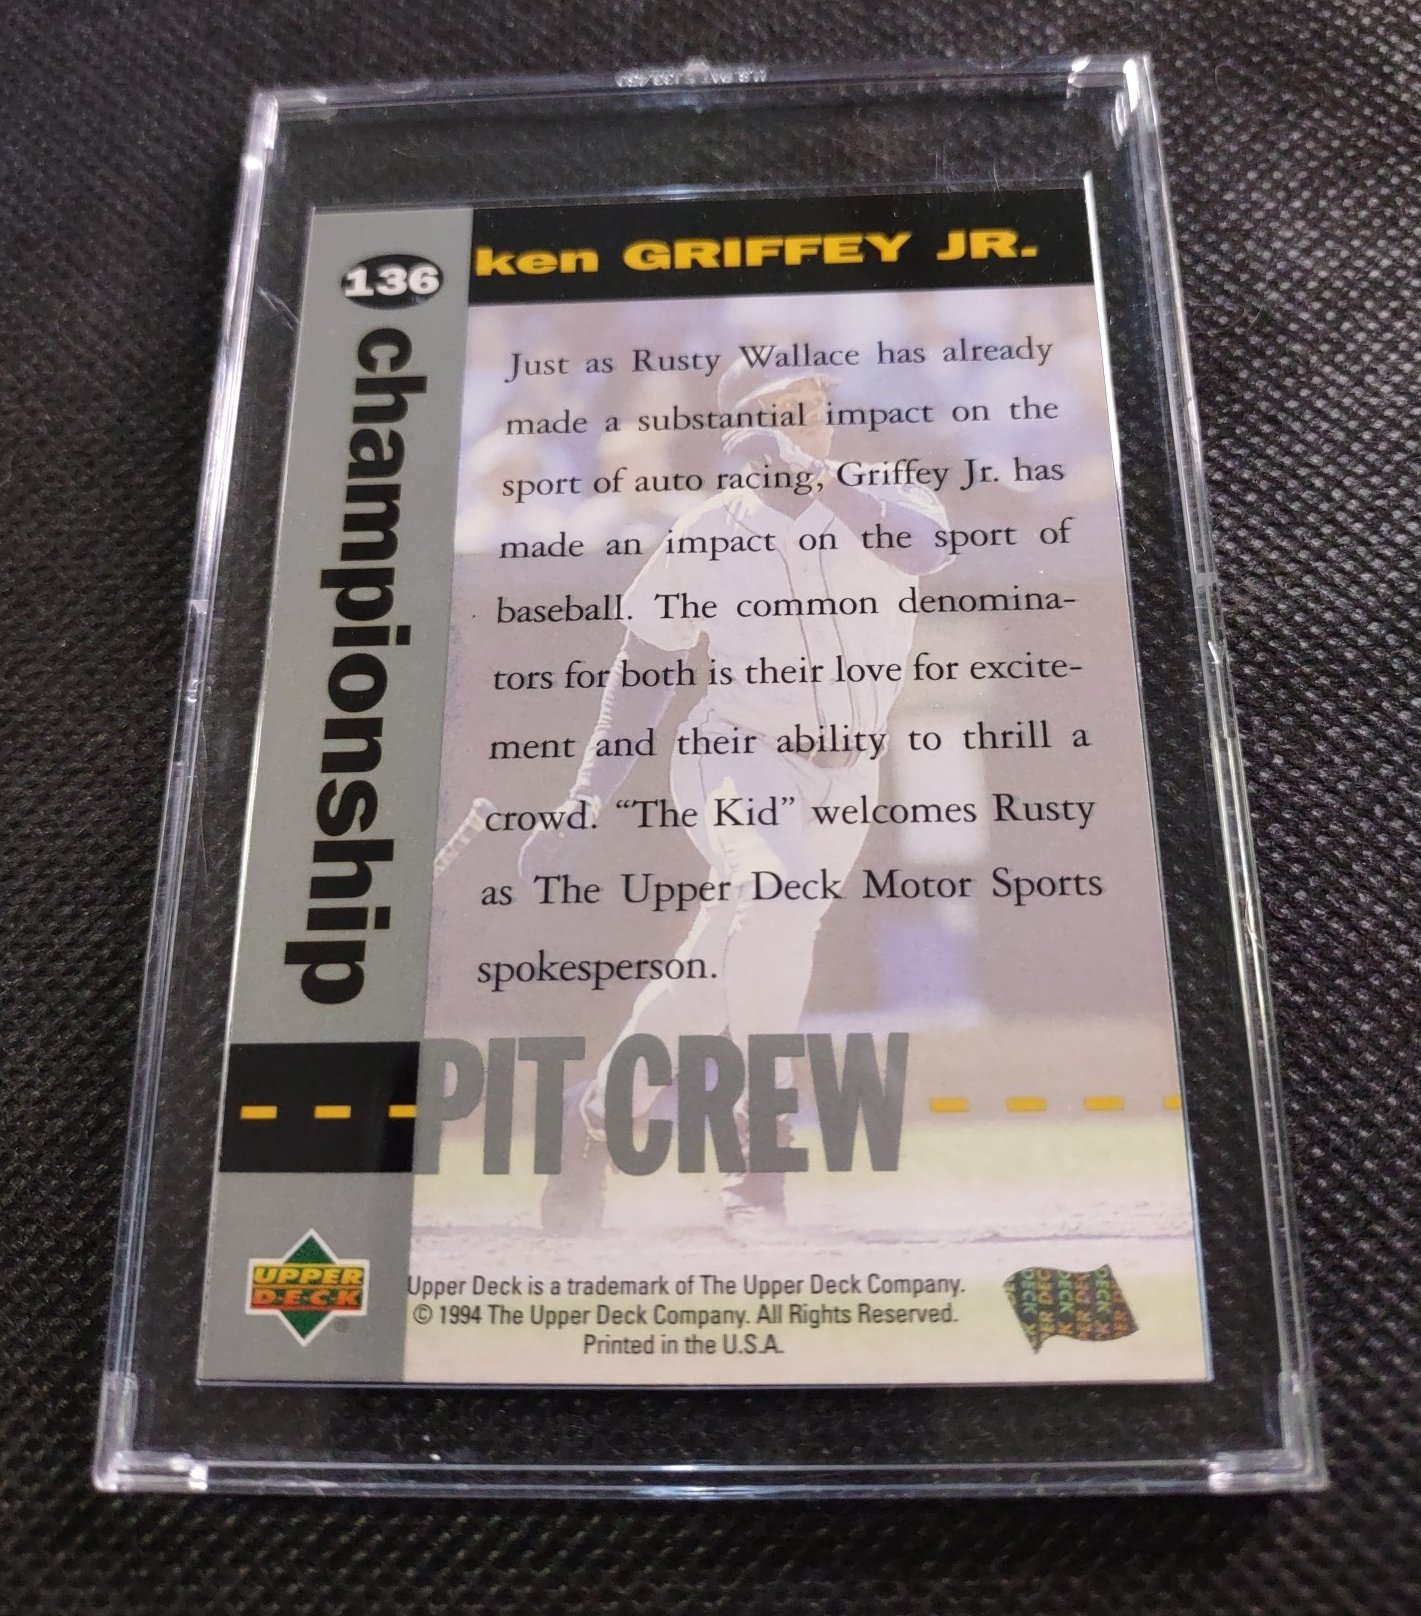 136
ken GRIFFEY JR.
championship
Just as Rusty Wallace has already
made a substantial impact on the
sport of auto racing, Griffey Jr. has
made an impact on the sport of
baseball. The common denomina-
tors for both is their love for excite-
ment and their ability to thrill a
crowd. “The Kid” welcomes Rusty
as The Upper Deck Motor Sports
spokesperson.
PIT CREW
UPPER
DECK
Upper Deck is a trademark of The Upper Deck Company.
© 1994 The Upper Deck Company. All Rights Reserved.
Printed in the U.S.A.